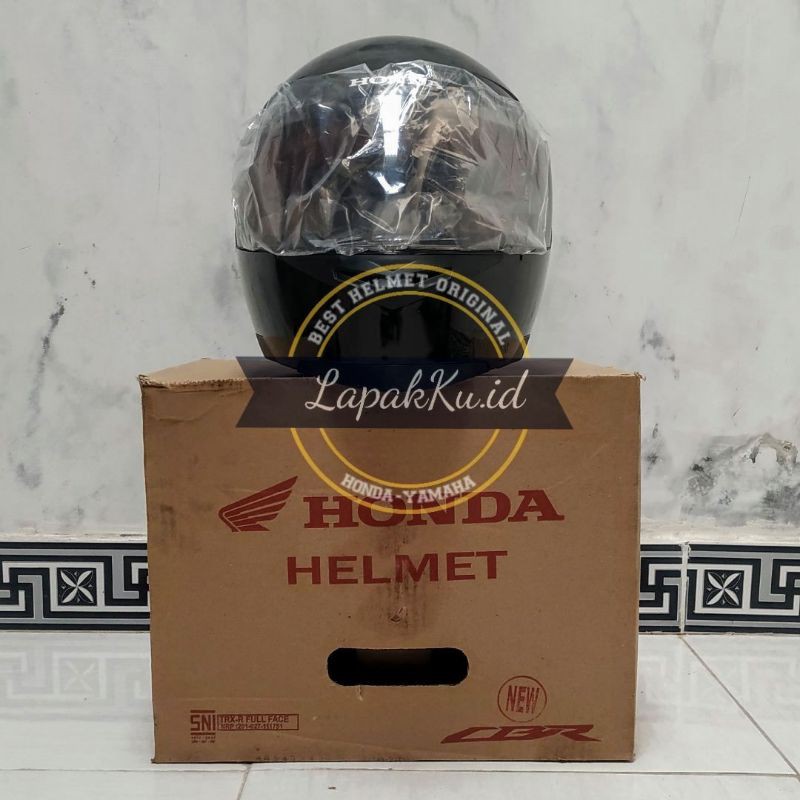 HONDA
BEST HELMET ORIGINAL
LapakKu.id
HONDA-YAMAHA
HONDA
HELMET
NEW
CBR
SNI
TRX-R FULL FACE